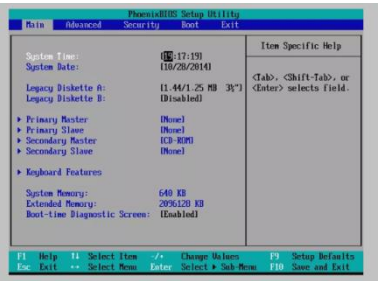 PhoenixBIOS Setup Utility
Main Advanced Security Boot Exit
Item Specific Help
System Time: [19:17:19]
System Date: [10/28/2014]
<Tab>, <Shift-Tab>, or
<Enter> selects field.
Legacy Diskette A: [1.44/1.25 MB 3½"]
Legacy Diskette B: [Disabled]
Primary Master [None]
Primary Slave [None]
Secondary Master [CD-ROM]
Secondary Slave [None]
Keyboard Features
System Memory: 640 KB
Extended Memory: 2096128 KB
Boot-time Diagnostic Screen: [Enabled]
F1 Help ↑↓ Select Item -/+ Change Values F9 Setup Defaults
Esc Exit ↔ Select Menu Enter Select ▶ Sub-Menu F10 Save and Exit